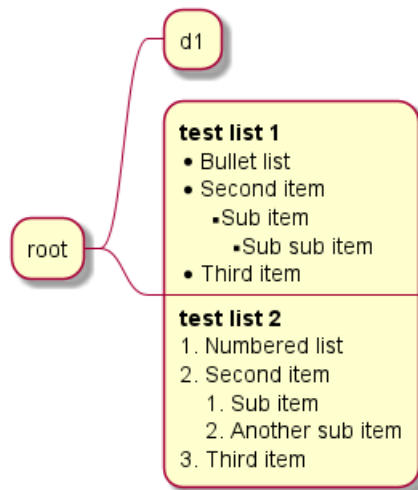 d1
root
test list 1
• Bullet list
• Second item
▪Sub item
▪Sub sub item
• Third item
test list 2
1. Numbered list
2. Second item
1. Sub item
2. Another sub item
3. Third item